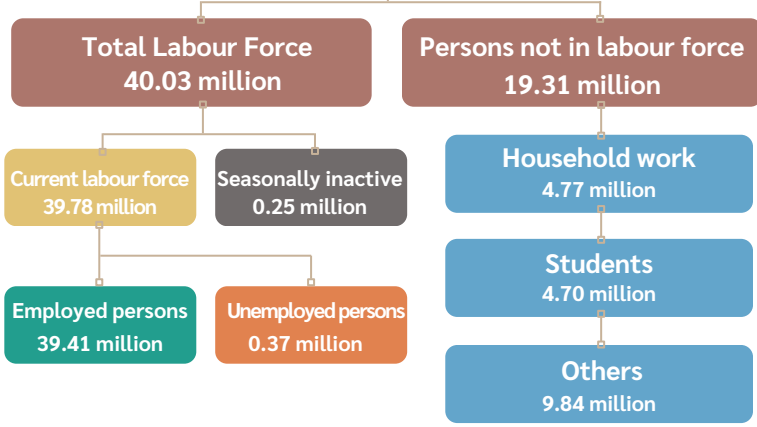 Total Labour Force
40.03 million
Persons not in labour force
19.31 million
Current labour force
39.78 million
Seasonally inactive
0.25 million
Household work
4.77 million
Students
4.70 million
Employed persons
39.41 million
Unemployed persons
0.37 million
Others
9.84 million